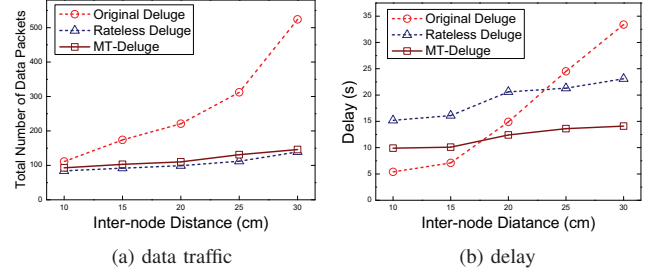 Total Number of Data Packets
500
400
300
200
100
0
Original Deluge
Rateless Deluge
MT-Deluge
10 15 20 25 30
Inter-node Distance (cm)
(a) data traffic
Delay (s)
35
30
25
20
15
10
5
0
Original Deluge
Rateless Deluge
MT-Deluge
10 15 20 25 30
Inter-node Diatance (cm)
(b) delay